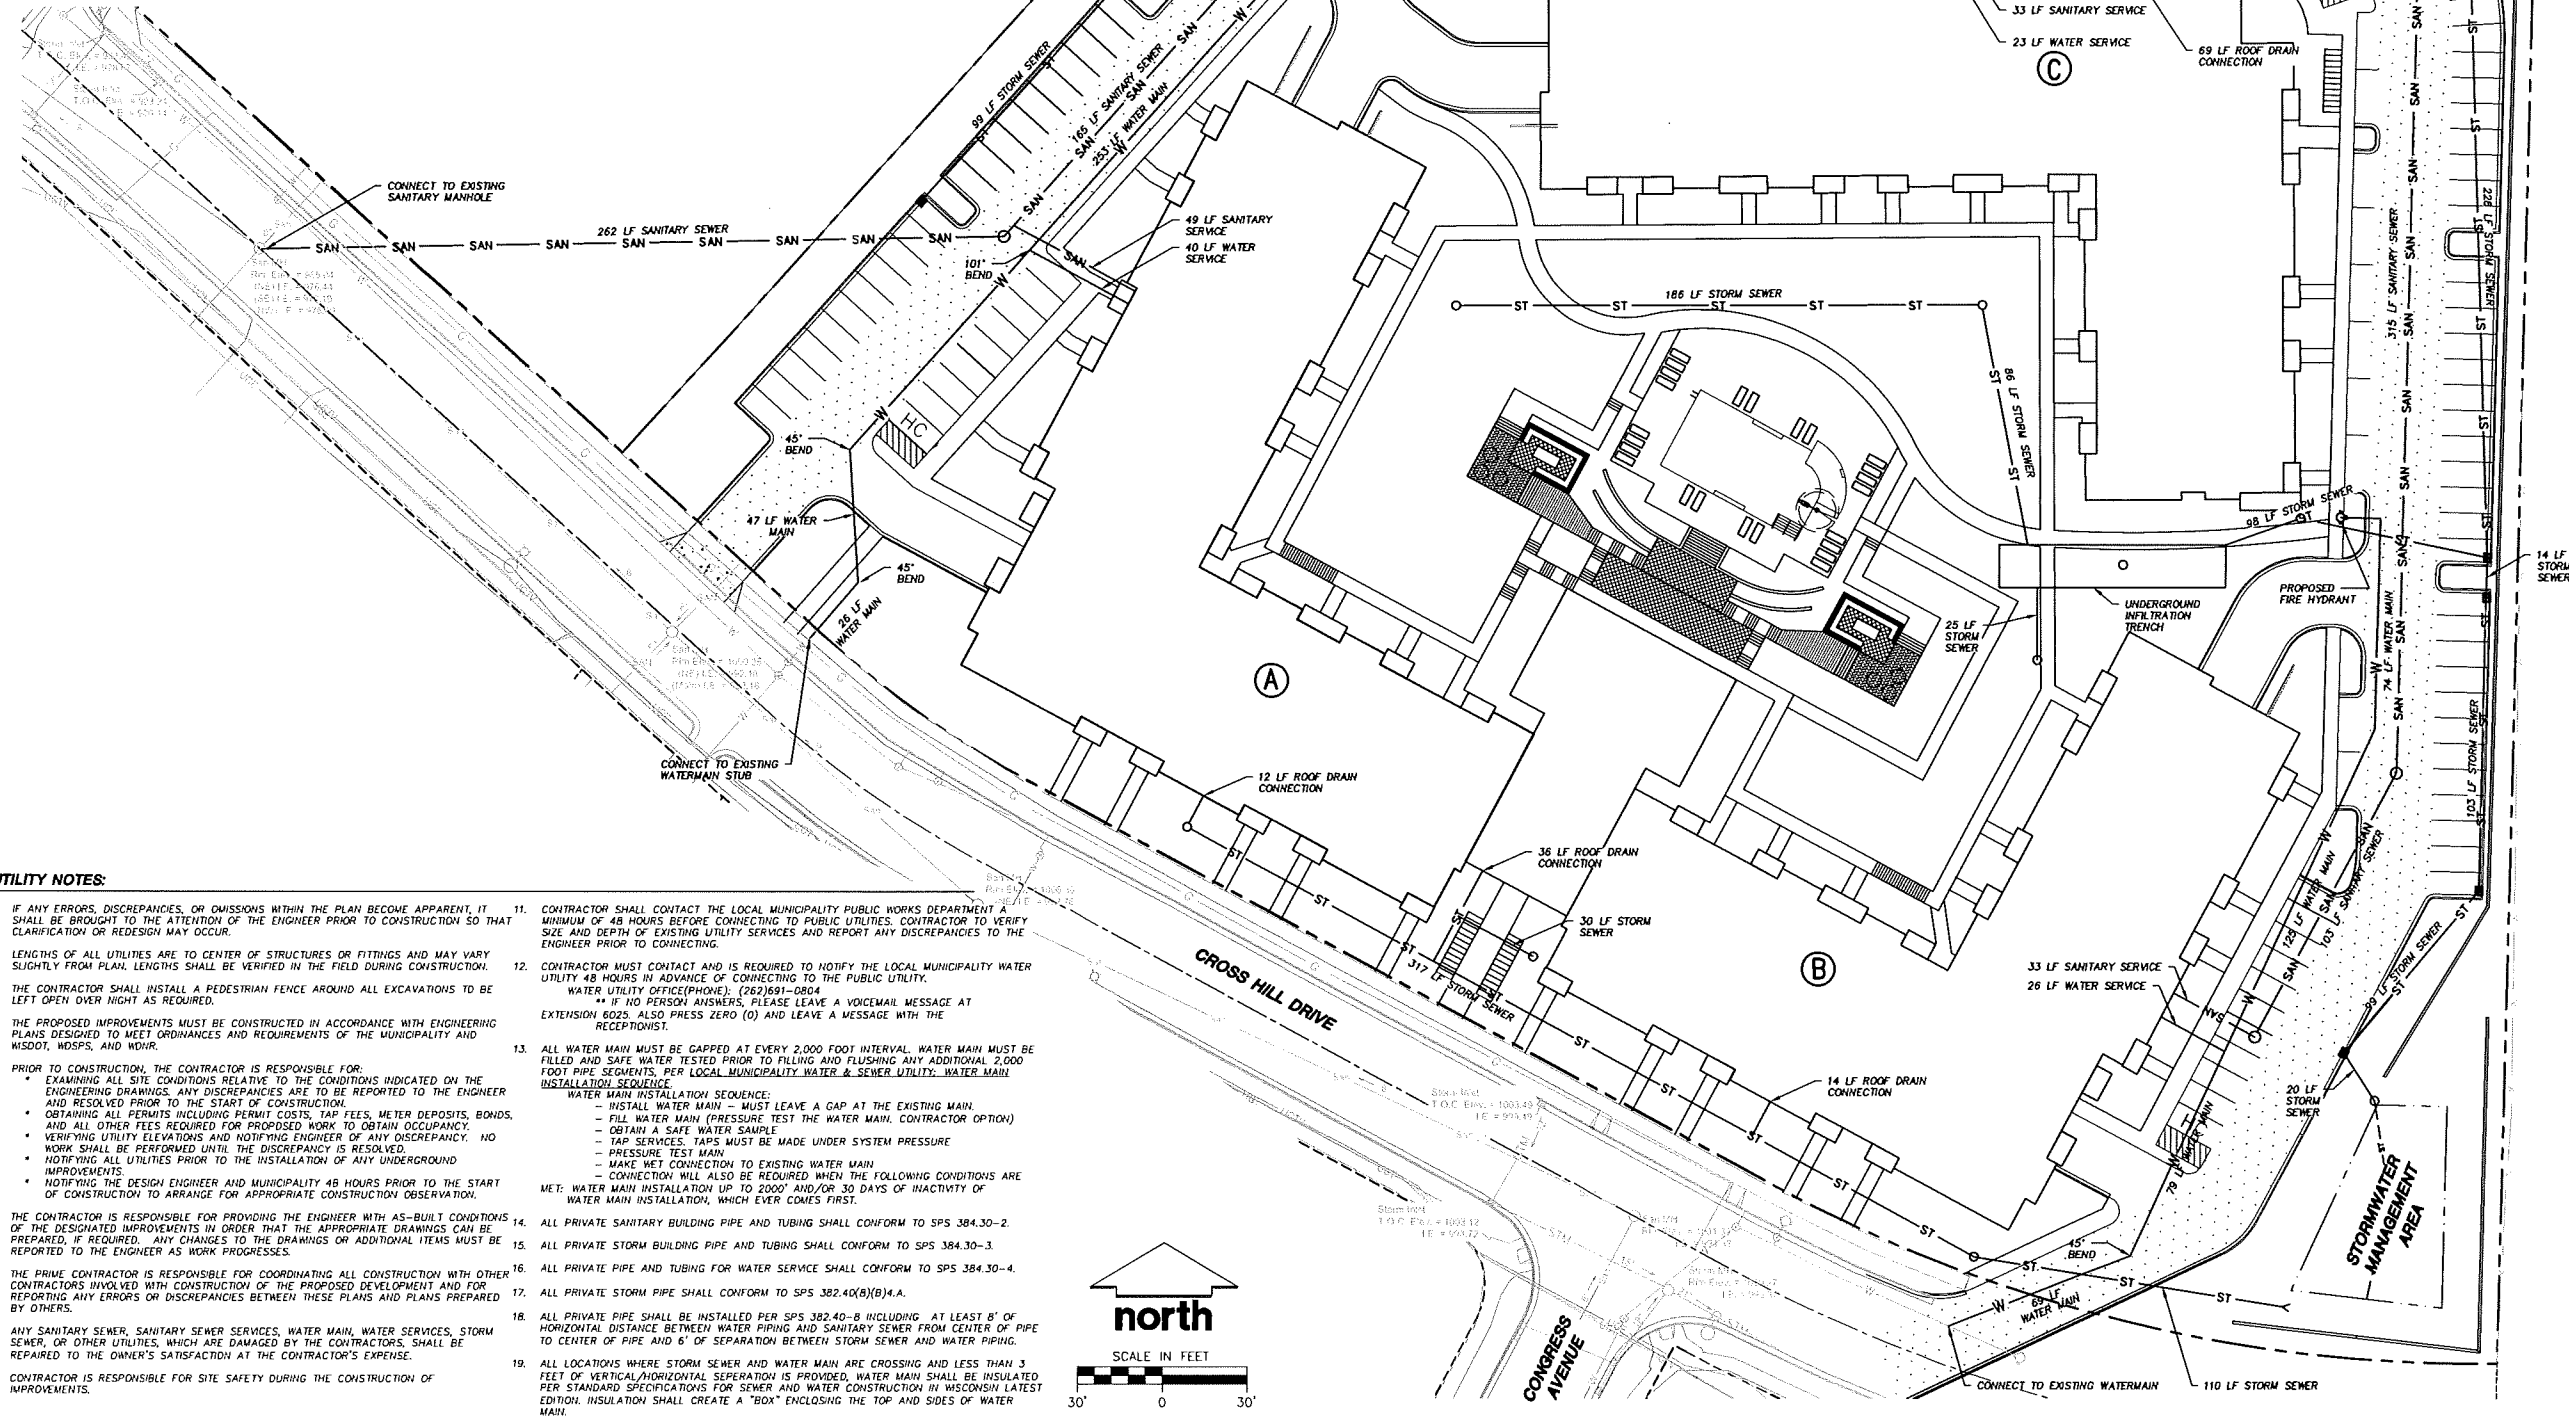 33 LF SANITARY SERVICE
23 LF WATER SERVICE
69 LF ROOF DRAIN
CONNECTION
C
99 LF STORM SEWER
165 LF SANITARY SEWER
253 LF WATER MAIN
CONNECT TO EXISTING
SANITARY MANHOLE
262 LF SANITARY SEWER
49 LF SANITARY
SERVICE
40 LF WATER
SERVICE
101° BEND
186 LF STORM SEWER
86 LF STORM SEWER
315 LF SANITARY SEWER
226 LF STORM SEWER
HC
45°
BEND
47 LF WATER
MAIN
45°
BEND
26 LF
WATER MAIN
98 LF STORM SEWER
14 LF
STORM
SEWER
PROPOSED
FIRE HYDRANT
UNDERGROUND
INFILTRATION
TRENCH
25 LF
STORM
SEWER
74 LF WATER MAIN
103 LF STORM SEWER
A
CONNECT TO EXISTING
WATERMAIN STUB
12 LF ROOF DRAIN
CONNECTION
36 LF ROOF DRAIN
CONNECTION
30 LF STORM
SEWER
317 LF STORM SEWER
CROSS HILL DRIVE
B
125 LF WATER MAIN
103 LF SANITARY SEWER
33 LF SANITARY SERVICE
26 LF WATER SERVICE
99 LF STORM SEWER
14 LF ROOF DRAIN
CONNECTION
20 LF
STORM
SEWER
79 LF WATER MAIN
STORMWATER
MANAGEMENT
AREA
45°
BEND
69 LF
WATER MAIN
CONGRESS
AVENUE
CONNECT TO EXISTING WATERMAIN
110 LF STORM SEWER
north
SCALE IN FEET
30' 0 30'
TILITY NOTES:
IF ANY ERRORS, DISCREPANCIES, OR OMISSIONS WITHIN THE PLAN BECOME APPARENT, IT
SHALL BE BROUGHT TO THE ATTENTION OF THE ENGINEER PRIOR TO CONSTRUCTION SO THAT
CLARIFICATION OR REDESIGN MAY OCCUR.
LENGTHS OF ALL UTILITIES ARE TO CENTER OF STRUCTURES OR FITTINGS AND MAY VARY
SLIGHTLY FROM PLAN. LENGTHS SHALL BE VERIFIED IN THE FIELD DURING CONSTRUCTION.
THE CONTRACTOR SHALL INSTALL A PEDESTRIAN FENCE AROUND ALL EXCAVATIONS TO BE
LEFT OPEN OVER NIGHT AS REQUIRED.
THE PROPOSED IMPROVEMENTS MUST BE CONSTRUCTED IN ACCORDANCE WITH ENGINEERING
PLANS DESIGNED TO MEET ORDINANCES AND REQUIREMENTS OF THE MUNICIPALITY AND
WISDOT, WDSPS, AND WDNR.
PRIOR TO CONSTRUCTION, THE CONTRACTOR IS RESPONSIBLE FOR:
* EXAMINING ALL SITE CONDITIONS RELATIVE TO THE CONDITIONS INDICATED ON THE
ENGINEERING DRAWINGS. ANY DISCREPANCIES ARE TO BE REPORTED TO THE ENGINEER
AND RESOLVED PRIOR TO THE START OF CONSTRUCTION.
* OBTAINING ALL PERMITS INCLUDING PERMIT COSTS, TAP FEES, METER DEPOSITS, BONDS,
AND ALL OTHER FEES REQUIRED FOR PROPOSED WORK TO OBTAIN OCCUPANCY.
* VERIFYING UTILITY ELEVATIONS AND NOTIFYING ENGINEER OF ANY DISCREPANCY. NO
WORK SHALL BE PERFORMED UNTIL THE DISCREPANCY IS RESOLVED.
* NOTIFYING ALL UTILITIES PRIOR TO THE INSTALLATION OF ANY UNDERGROUND
IMPROVEMENTS.
* NOTIFYING THE DESIGN ENGINEER AND MUNICIPALITY 48 HOURS PRIOR TO THE START
OF CONSTRUCTION TO ARRANGE FOR APPROPRIATE CONSTRUCTION OBSERVATION.
THE CONTRACTOR IS RESPONSIBLE FOR PROVIDING THE ENGINEER WITH AS-BUILT CONDITIONS
OF THE DESIGNATED IMPROVEMENTS IN ORDER THAT THE APPROPRIATE DRAWINGS CAN BE
PREPARED, IF REQUIRED. ANY CHANGES TO THE DRAWINGS OR ADDITIONAL ITEMS MUST BE
REPORTED TO THE ENGINEER AS WORK PROGRESSES.
THE PRIME CONTRACTOR IS RESPONSIBLE FOR COORDINATING ALL CONSTRUCTION WITH OTHER
CONTRACTORS INVOLVED WITH CONSTRUCTION OF THE PROPOSED DEVELOPMENT AND FOR
REPORTING ANY ERRORS OR DISCREPANCIES BETWEEN THESE PLANS AND PLANS PREPARED
BY OTHERS.
ANY SANITARY SEWER, SANITARY SEWER SERVICES, WATER MAIN, WATER SERVICES, STORM
SEWER, OR OTHER UTILITIES, WHICH ARE DAMAGED BY THE CONTRACTORS, SHALL BE
REPAIRED TO THE OWNER'S SATISFACTION AT THE CONTRACTOR'S EXPENSE.
CONTRACTOR IS RESPONSIBLE FOR SITE SAFETY DURING THE CONSTRUCTION OF
IMPROVEMENTS.
11. CONTRACTOR SHALL CONTACT THE LOCAL MUNICIPALITY PUBLIC WORKS DEPARTMENT A
MINIMUM OF 48 HOURS BEFORE CONNECTING TO PUBLIC UTILITIES. CONTRACTOR TO VERIFY
SIZE AND DEPTH OF EXISTING UTILITY SERVICES AND REPORT ANY DISCREPANCIES TO THE
ENGINEER PRIOR TO CONNECTING.
12. CONTRACTOR MUST CONTACT AND IS REQUIRED TO NOTIFY THE LOCAL MUNICIPALITY WATER
UTILITY 48 HOURS IN ADVANCE OF CONNECTING TO THE PUBLIC UTILITY.
WATER UTILITY OFFICE(PHONE): (262)691-0804
** IF NO PERSON ANSWERS, PLEASE LEAVE A VOICEMAIL MESSAGE AT
EXTENSION 6025. ALSO PRESS ZERO (0) AND LEAVE A MESSAGE WITH THE
RECEPTIONIST.
13. ALL WATER MAIN MUST BE GAPPED AT EVERY 2,000 FOOT INTERVAL. WATER MAIN MUST BE
FILLED AND SAFE WATER TESTED PRIOR TO FILLING AND FLUSHING ANY ADDITIONAL 2,000
FOOT PIPE SEGMENTS, PER LOCAL MUNICIPALITY WATER & SEWER UTILITY: WATER MAIN
INSTALLATION SEQUENCE.
WATER MAIN INSTALLATION SEQUENCE:
- INSTALL WATER MAIN - MUST LEAVE A GAP AT THE EXISTING MAIN.
- FILL WATER MAIN (PRESSURE TEST THE WATER MAIN. CONTRACTOR OPTION)
- OBTAIN A SAFE WATER SAMPLE
- TAP SERVICES. TAPS MUST BE MADE UNDER SYSTEM PRESSURE
- PRESSURE TEST MAIN
- MAKE WET CONNECTION TO EXISTING WATER MAIN
- CONNECTION WILL ALSO BE REQUIRED WHEN THE FOLLOWING CONDITIONS ARE
MET: WATER MAIN INSTALLATION UP TO 2000' AND/OR 30 DAYS OF INACTIVITY OF
WATER MAIN INSTALLATION, WHICH EVER COMES FIRST.
14. ALL PRIVATE SANITARY BUILDING PIPE AND TUBING SHALL CONFORM TO SPS 384.30-2.
15. ALL PRIVATE STORM BUILDING PIPE AND TUBING SHALL CONFORM TO SPS 384.30-3.
16. ALL PRIVATE PIPE AND TUBING FOR WATER SERVICE SHALL CONFORM TO SPS 384.30-4.
17. ALL PRIVATE STORM PIPE SHALL CONFORM TO SPS 382.40(8)(B)4.A.
18. ALL PRIVATE PIPE SHALL BE INSTALLED PER SPS 382.40-8 INCLUDING AT LEAST 8' OF
HORIZONTAL DISTANCE BETWEEN WATER PIPING AND SANITARY SEWER FROM CENTER OF PIPE
TO CENTER OF PIPE AND 6' OF SEPARATION BETWEEN STORM SEWER AND WATER PIPING.
19. ALL LOCATIONS WHERE STORM SEWER AND WATER MAIN ARE CROSSING AND LESS THAN 3
FEET OF VERTICAL/HORIZONTAL SEPERATION IS PROVIDED, WATER MAIN SHALL BE INSULATED
PER STANDARD SPECIFICATIONS FOR SEWER AND WATER CONSTRUCTION IN WISCONSIN LATEST
EDITION. INSULATION SHALL CREATE A "BOX" ENCLOSING THE TOP AND SIDES OF WATER
MAIN.